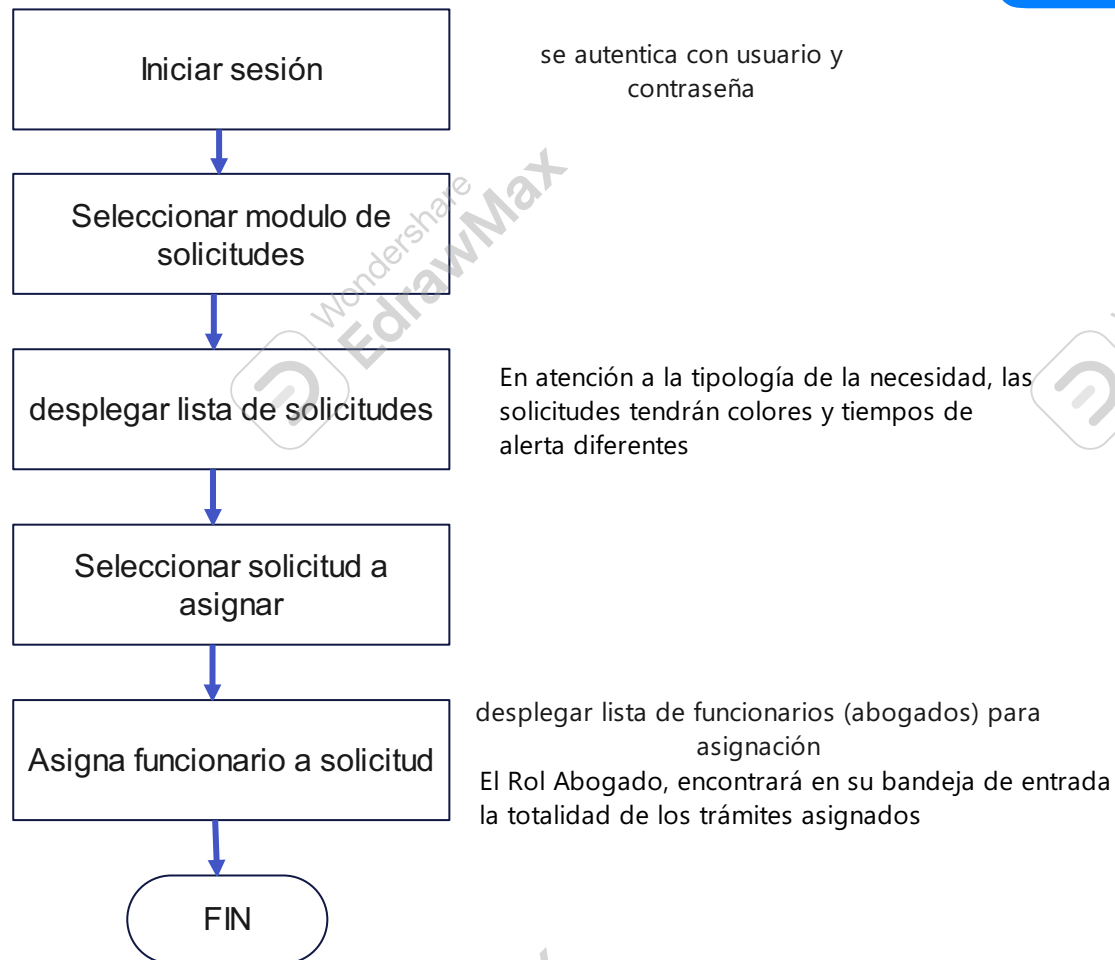 Iniciar sesión
se autentica con usuario y
contraseña
Seleccionar modulo de
solicitudes
Wondershare
EdrawMax
desplegar lista de solicitudes
En atención a la tipología de la necesidad, las
solicitudes tendrán colores y tiempos de
alerta diferentes
Seleccionar solicitud a
asignar
Asigna funcionario a solicitud
desplegar lista de funcionarios (abogados) para
asignación
El Rol Abogado, encontrará en su bandeja de entrada
la totalidad de los trámites asignados
FIN